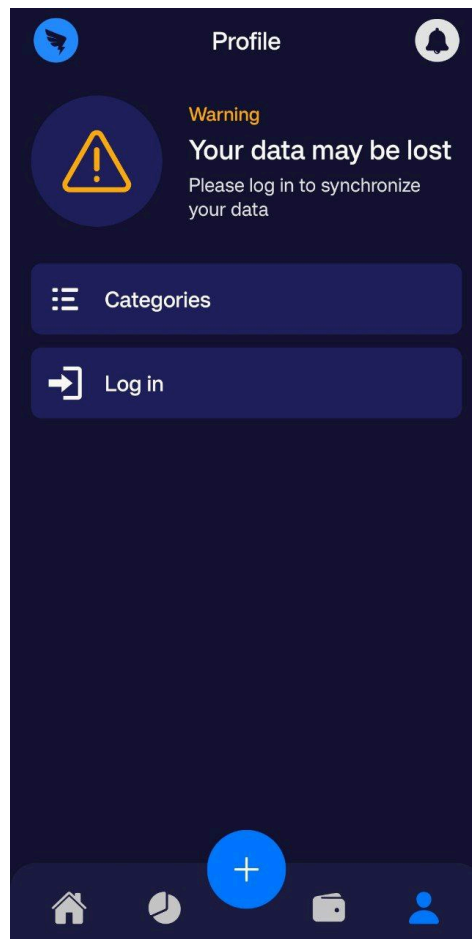 Profile
Warning
Your data may be lost
Please log in to synchronize
your data
Categories
Log in